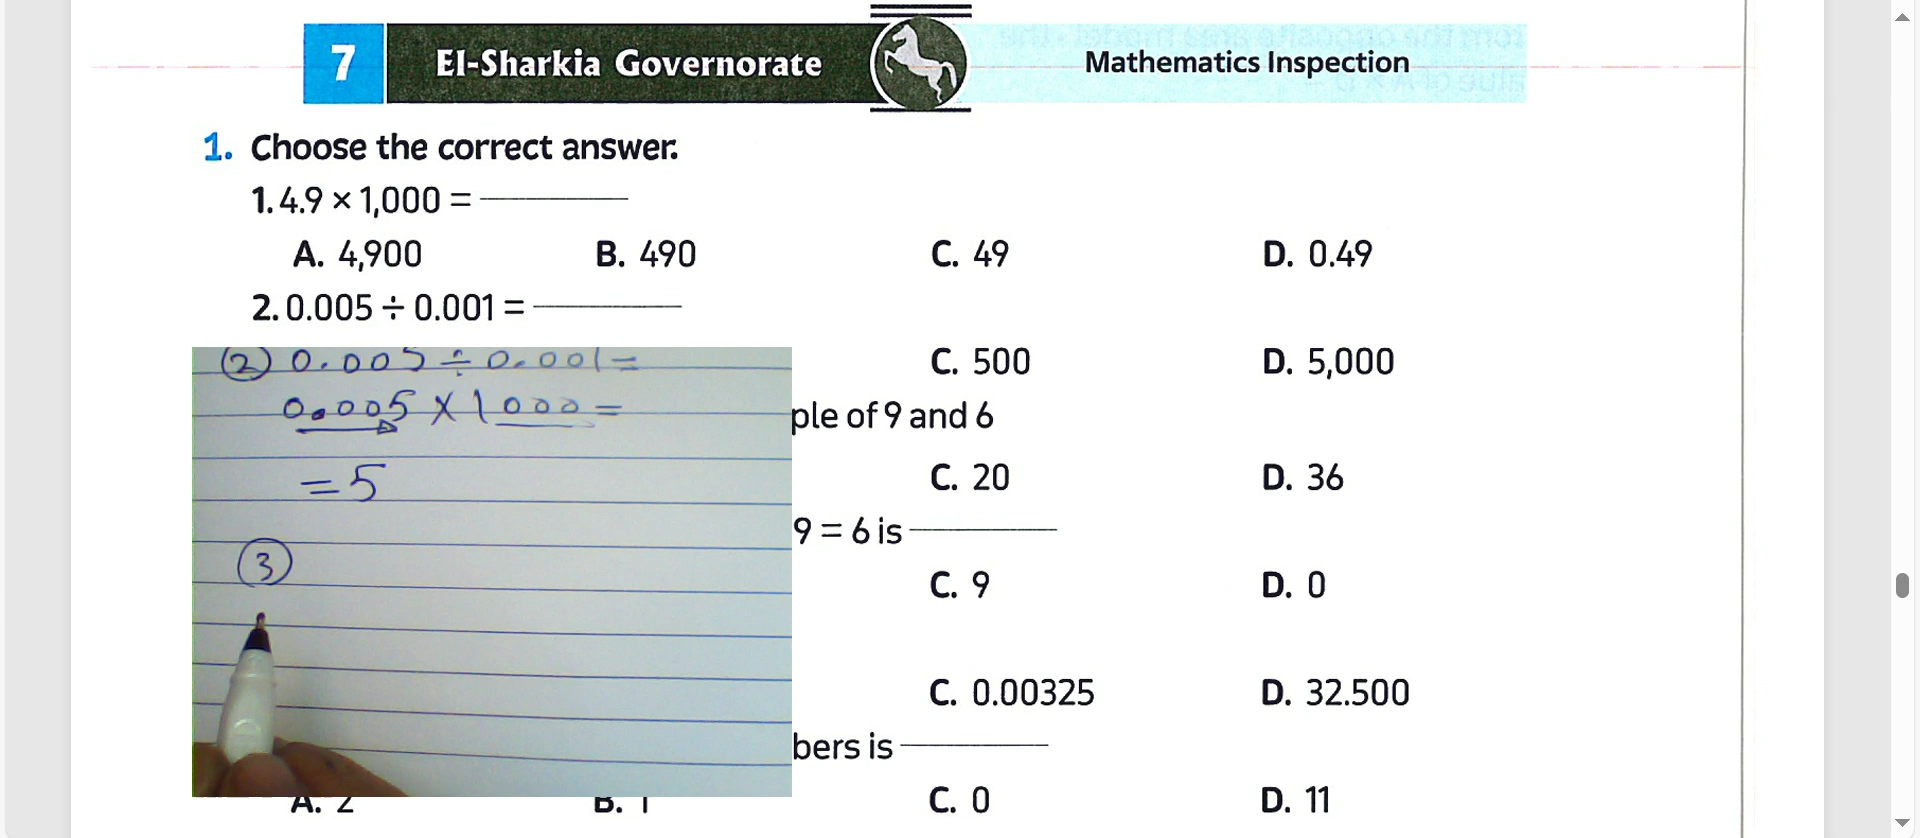 7 El-Sharkia Governorate Mathematics Inspection
1. Choose the correct answer.
1. 4.9 × 1,000 =
A. 4,900 B. 490 C. 49 D. 0.49
2. 0.005 ÷ 0.001 =
C. 500 D. 5,000
② 0.005 ÷ 0.001 =
0.005 × 1000 =
= 5
③
ple of 9 and 6
C. 20 D. 36
9 = 6 is
C. 9 D. 0
C. 0.00325 D. 32.500
bers is
A. 2 B. 1 C. 0 D. 11